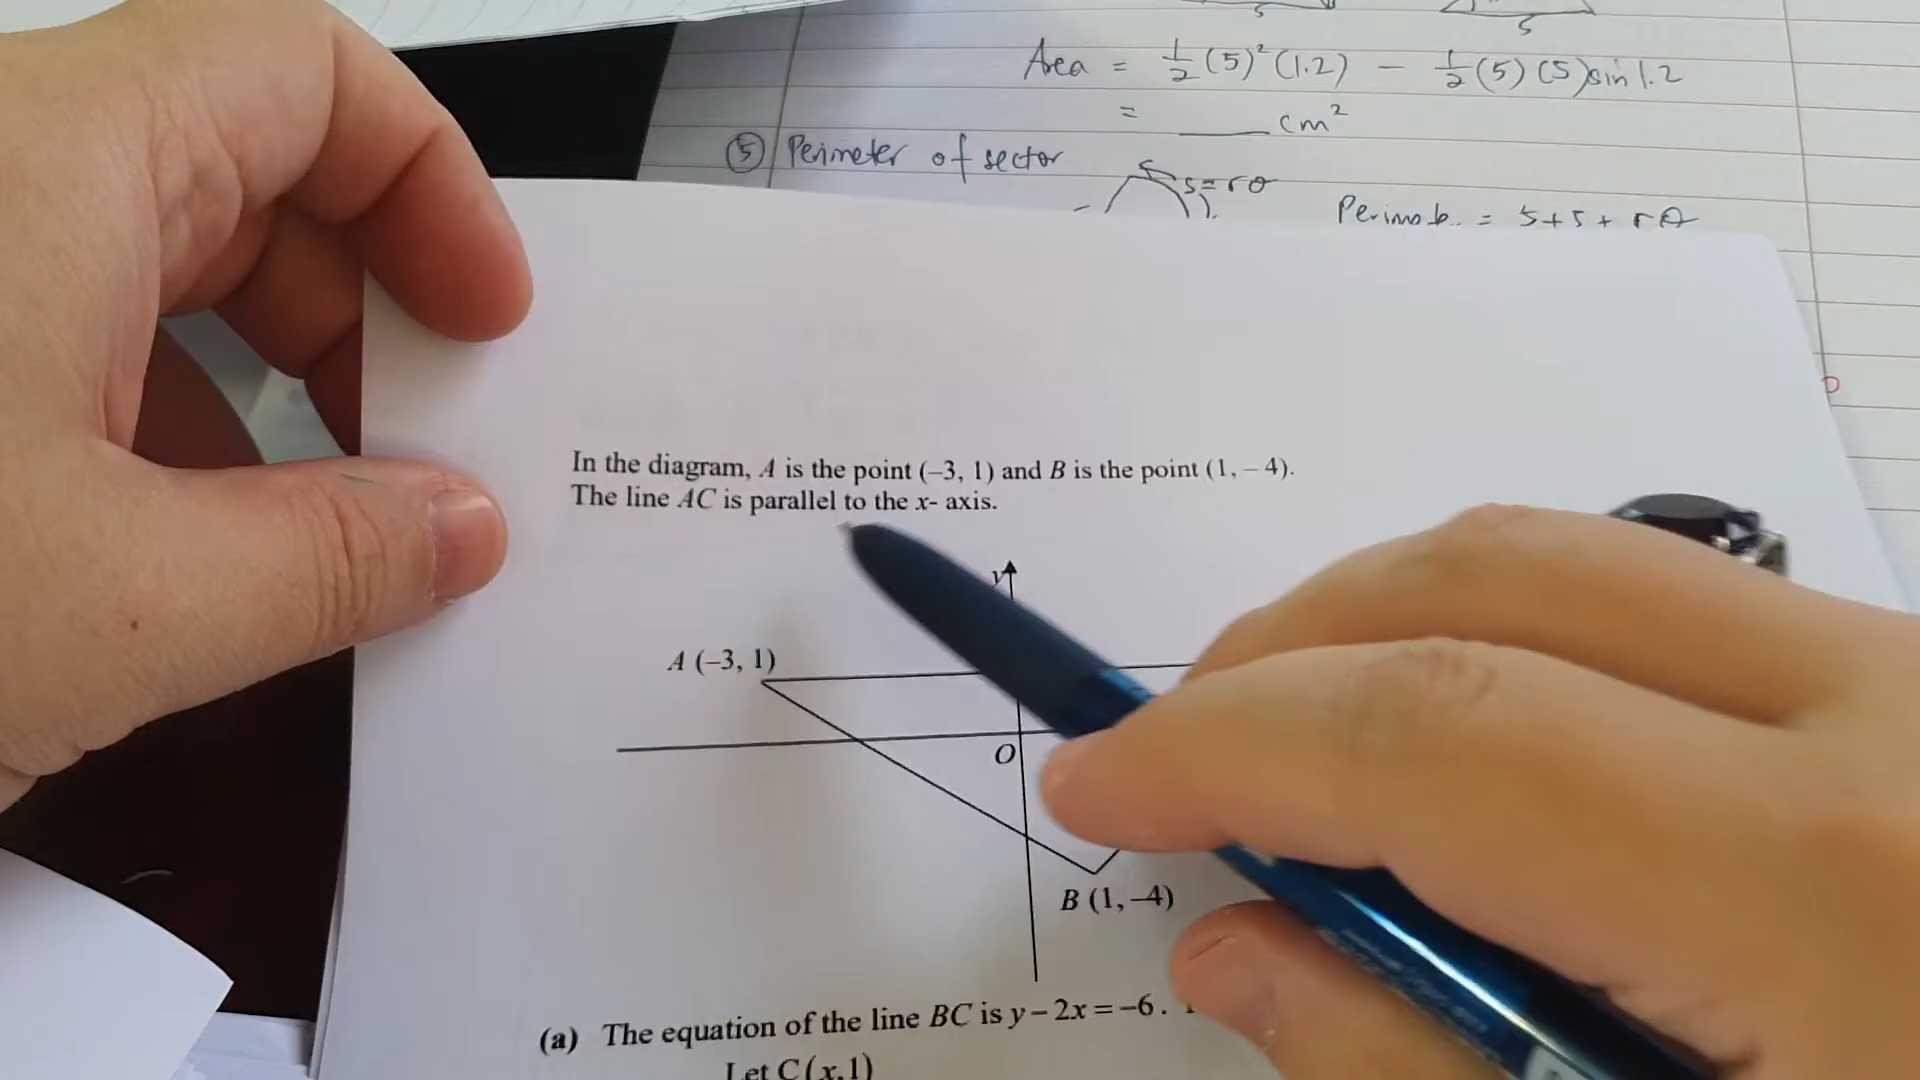 5
5
Area = 1/2 (5)² (1.2) – 1/2 (5) (5) sin 1.2
= ____ cm²
⑤ Perimeter of sector
s = rθ
= 5 + 5 + rθ
In the diagram, A is the point (–3, 1) and B is the point (1, – 4).
The line AC is parallel to the x- axis.
y
A (–3, 1)
O
B (1, –4)
(a) The equation of the line BC is y – 2x = –6.
Let C(x,1)